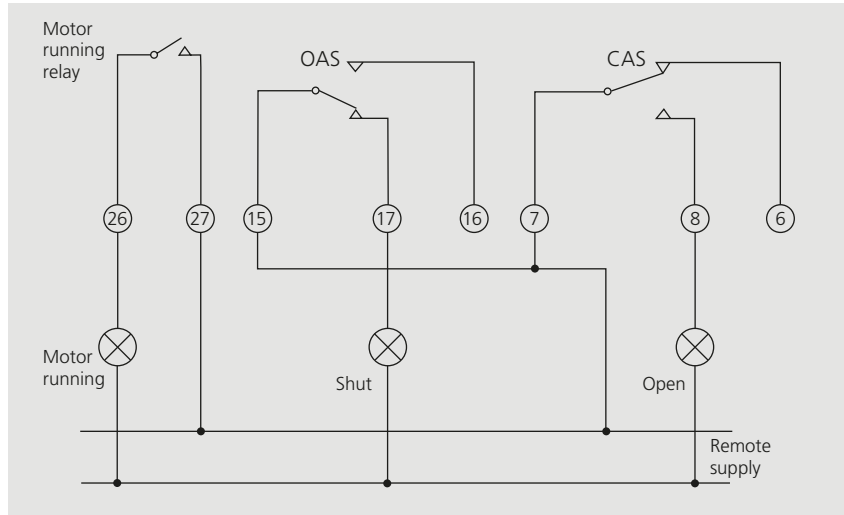 Motor
running
relay
OAS
CAS
26
27
15
17
16
7
8
6
Motor
running
Shut
Open
Remote
supply